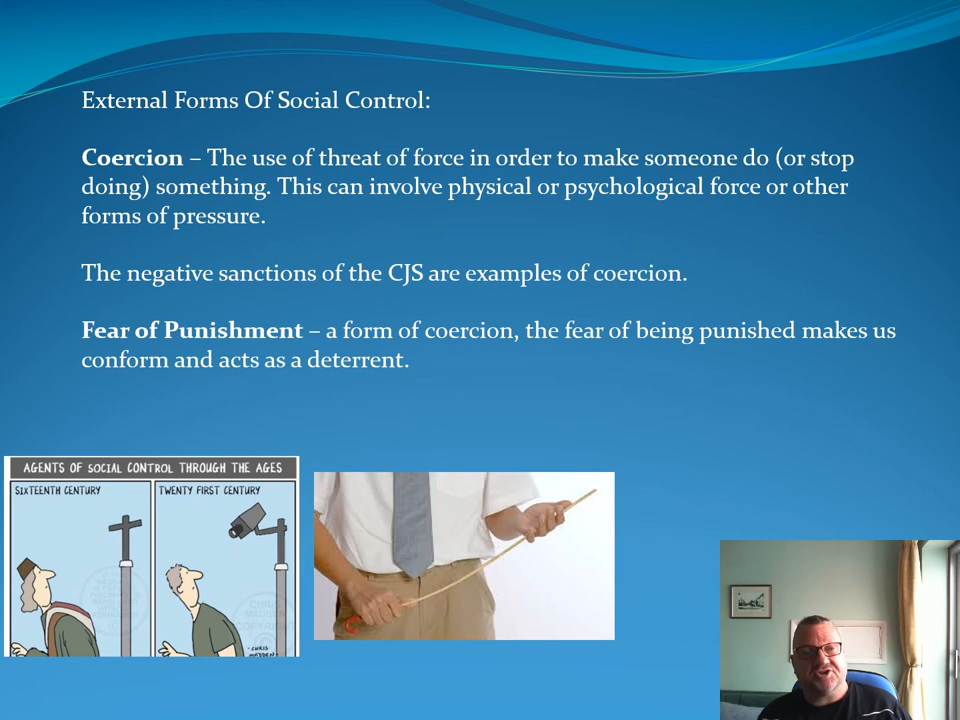 External Forms Of Social Control:
Coercion – The use of threat of force in order to make someone do (or stop
doing) something. This can involve physical or psychological force or other
forms of pressure.
The negative sanctions of the CJS are examples of coercion.
Fear of Punishment – a form of coercion, the fear of being punished makes us
conform and acts as a deterrent.
AGENTS OF SOCIAL CONTROL THROUGH THE AGES
SIXTEENTH CENTURY
TWENTY FIRST CENTURY